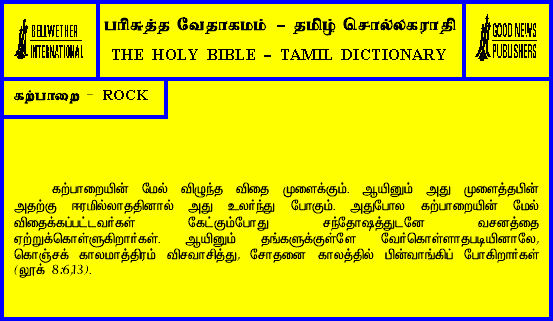 BELLWETHER
INTERNATIONAL
பரிசுத்த வேதாகமம் - தமிழ் சொல்லகராதி
THE HOLY BIBLE - TAMIL DICTIONARY
GOOD NEWS
PUBLISHERS
கற்பாறை - ROCK
கற்பாறையின் மேல் விழுந்த விதை முளைக்கும். ஆயினும் அது முளைத்தபின்
அதற்கு ஈரமில்லாததினால் அது உலர்ந்து போகும். அதுபோல கற்பாறையின் மேல்
விதைக்கப்பட்டவர்கள் கேட்கும்போது சந்தோஷத்துடனே வசனத்தை
ஏற்றுக்கொள்ளுகிறார்கள். ஆயினும் தங்களுக்குள்ளே வேர்கொள்ளாதபடியினாலே,
கொஞ்சக் காலமாத்திரம் விசவாசித்து, சோதனை காலத்தில் பின்வாங்கிப் போகிறார்கள்
(லூக் 8:6,13).